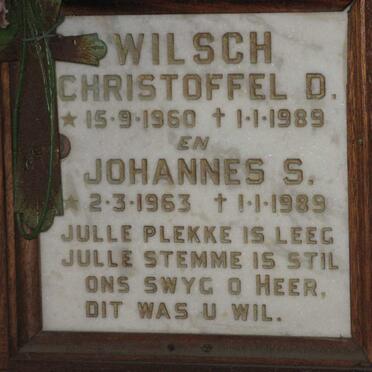 WILSCH
CHRISTOFFEL D.
★ 15·9·1960 † 1·1·1989
EN
JOHANNES S.
★ 2·3·1963 † 1·1·1989
JULLE PLEKKE IS LEEG
JULLE STEMME IS STIL
ONS SWYG O HEER,
DIT WAS U WIL.